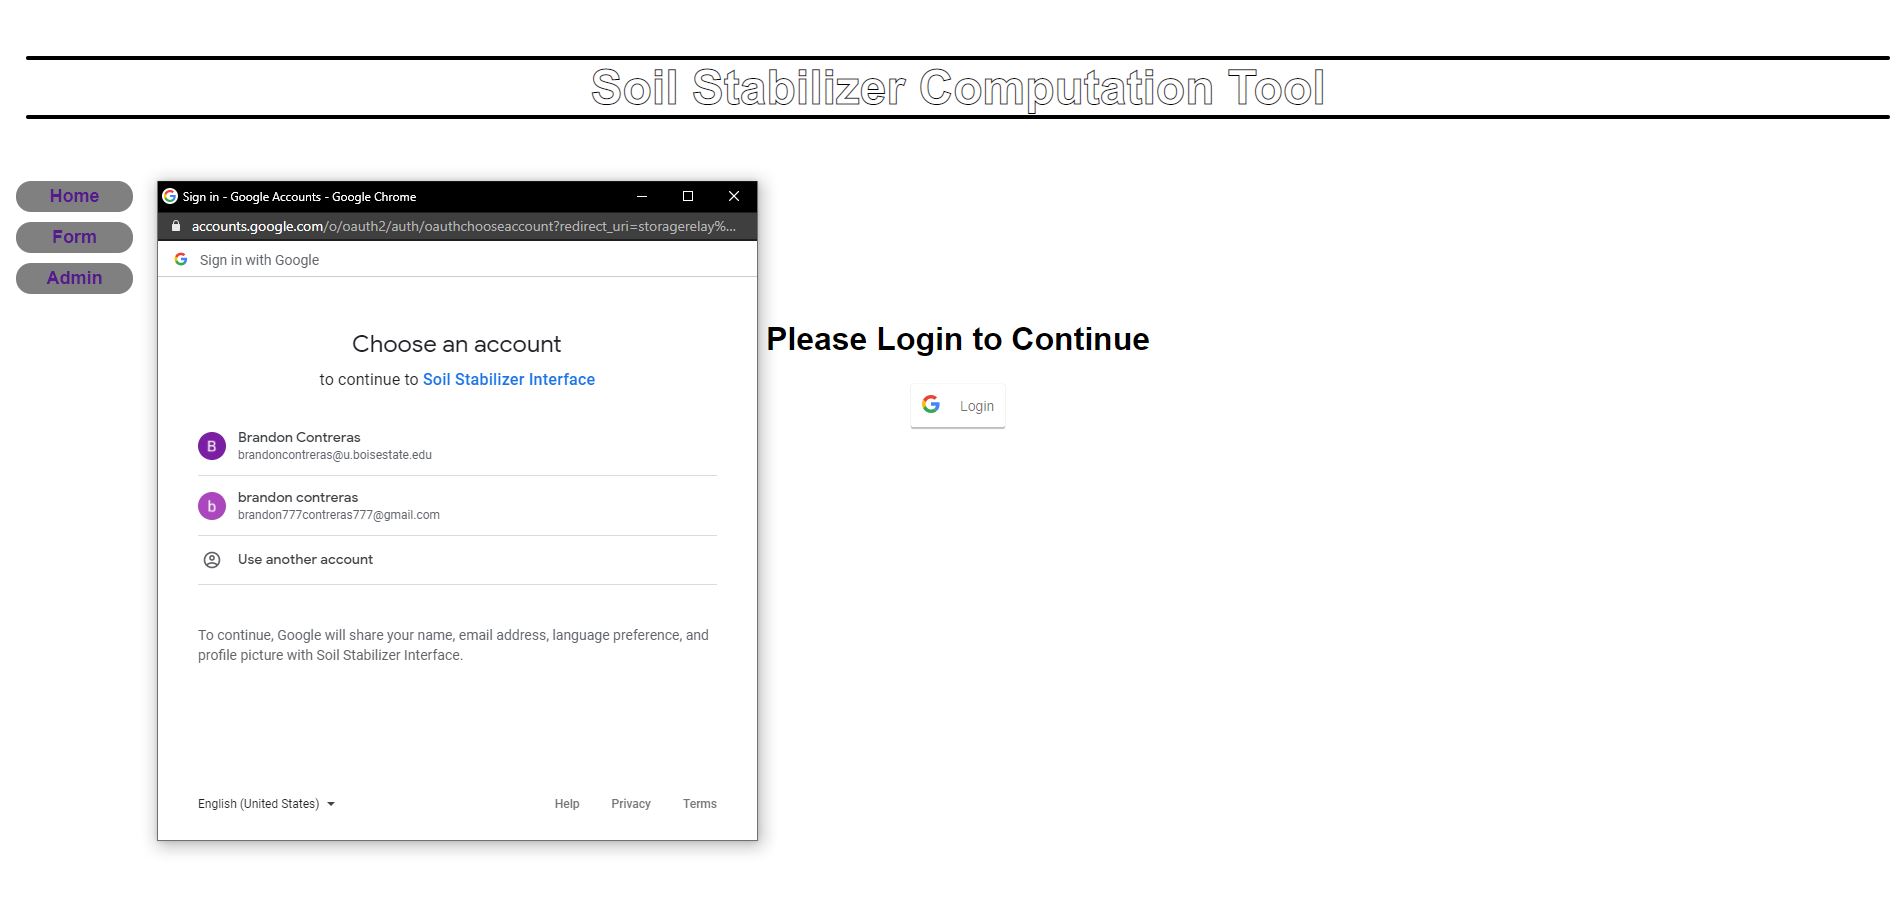 Soil Stabilizer Computation Tool
Home
Form
Admin
Sign in - Google Accounts - Google Chrome
accounts.google.com/o/oauth2/auth/oauthchooseaccount?redirect_uri=storagerelay%...
Sign in with Google
Choose an account
to continue to Soil Stabilizer Interface
B
Brandon Contreras
brandoncontreras@u.boisestate.edu
b
brandon contreras
brandon777contreras777@gmail.com
Use another account
To continue, Google will share your name, email address, language preference, and
profile picture with Soil Stabilizer Interface.
English (United States)
Help
Privacy
Terms
Please Login to Continue
Login